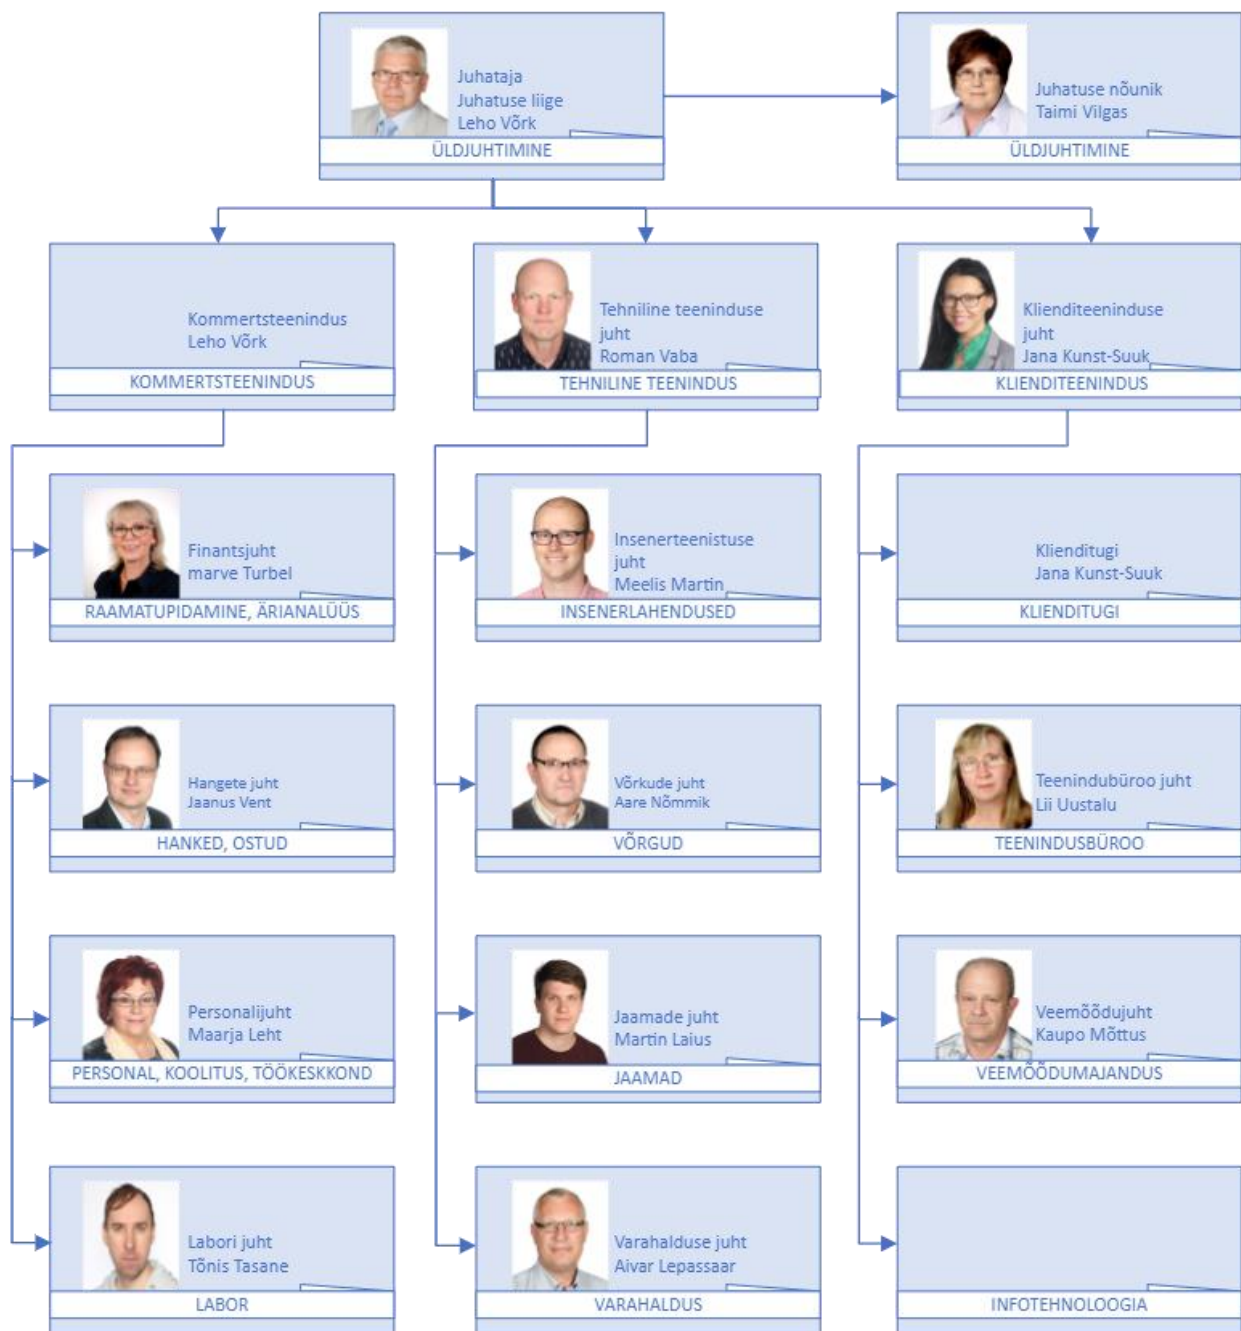 Juhataja
Juhatuse liige
Leho Võrk
ÜLDJUHTIMINE
Juhatuse nõunik
Taimi Vilgas
ÜLDJUHTIMINE
Kommertsteenindus
Leho Võrk
KOMMERTSTEENINDUS
Tehniline teeninduse
juht
Roman Vaba
TEHNILINE TEENINDUS
Klienditeeninduse
juht
Jana Kunst-Suuk
KLIENDITEENINDUS
Finantsjuht
marve Turbel
RAAMATUPIDAMINE, ÄRIANALÜÜS
Insenerteenistuse
juht
Meelis Martin
INSENERLAHENDUSED
Klienditugi
Jana Kunst-Suuk
KLIENDITUGI
Hangete juht
Jaanus Vent
HANKED, OSTUD
Võrkude juht
Aare Nõmmik
VÕRGUD
Teenindubüroo juht
Lii Uustalu
TEENINDUSBÜROO
Personalijuht
Maarja Leht
PERSONAL, KOOLITUS, TÖÖKESKKOND
Jaamade juht
Martin Laius
JAAMAD
Veemõõdujuht
Kaupo Mõttus
VEEMÕÕDUMAJANDUS
Labori juht
Tõnis Tasane
LABOR
Varahalduse juht
Aivar Lepassaar
VARAHALDUS
INFOTEHNOLOOGIA